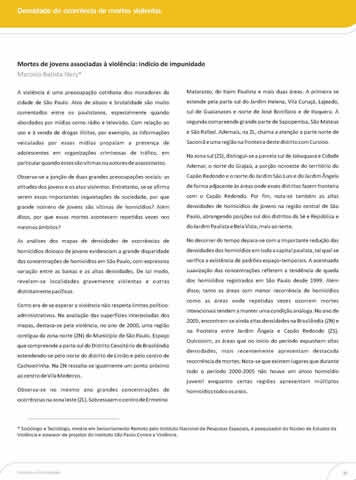 Densidade de ocorrência de mortes violentas
Mortes de jovens associadas à violência: indício de impunidade
Marcelo Batista Nery*
A violência é uma preocupação cotidiana dos moradores da
cidade de São Paulo. Atos de abuso e brutalidade são muito
comentados entre os paulistanos, especialmente quando
abordados por mídias como rádio e televisão. Com relação ao
uso e à venda de drogas ilícitas, por exemplo, as informações
veiculadas por essas mídias propalam a presença de
adolescentes em organizações criminosas de tráfico, em
particular quando estes são vítimas ou autores de assassinato.
Observa-se a junção de duas grandes preocupações sociais: as
atitudes dos jovens e os atos violentos. Entretanto, se se afirma
serem essas importantes inquietações da sociedade, por que
grande número de jovens são vítimas de homicídios? Além
disso, por que essas mortes acontecem repetidas vezes nos
mesmos âmbitos?
As análises dos mapas de densidades de ocorrências de
homicídios dolosos de jovens evidenciam a grande disparidade
das concentrações de homicídios em São Paulo, com expressiva
variação entre as baixas e as altas densidades. De tal modo,
revelam-se localidades gravemente violentas e outras
distintamente pacíficas.
Como era de se esperar a violência não respeita limites político-
administrativos. Na avaliação das superfícies interpoladas dos
mapas, destaca-se pela violência, no ano de 2000, uma região
contígua da zona norte (ZN) do Município de São Paulo. Espaço
que compreende a parte sul do Distrito Censitário de Brasilândia
estendendo-se pelo norte do distrito de Limão e pelo centro de
Cachoeirinha. Na ZN ressalta-se igualmente um ponto próximo
ao centro de Vila Medeiros.
Observa-se no mesmo ano grandes concentrações de
ocorrências na zona leste (ZL). Sobressaem o centro de Ermelino
Matarazzo, do Itaim Paulista e mais duas áreas. A primeira se
estende pela parte sul do Jardim Helena, Vila Curuçá, Lajeado,
sul de Guaianases e norte de José Bonifácio e de Itaquera. A
segunda compreende grande parte de Sapopemba, São Mateus
e São Rafael. Ademais, na ZL, chama a atenção a parte norte de
Sacomã e uma região na fronteira deste distrito com Cursino.
Na zona sul (ZS), distingue-se a parcela sul de Jabaquara e Cidade
Ademar, o norte do Grajaú, a porção noroeste do território do
Capão Redondo e o norte do Jardim São Luís e do Jardim Ângela
de forma adjacente às áreas onde esses distritos fazem fronteira
com o Capão Redondo. Por fim, nota-se também as altas
densidades de homicídios de jovens na região central de São
Paulo, abrangendo porções sul dos distritos da Sé e República e
do Jardim Paulista e Bela Vista, mais ao norte.
No decorrer do tempo destaca-se com a importante redução das
densidades dos homicídios em toda a capital paulista, tal qual se
verifica a existência de padrões espaço-temporais. A acentuada
suavização das concentrações refletem a tendência de queda
dos homicídios registrados em São Paulo desde 1999. Além
disso, tanto as áreas com menor recorrência de homicídios
como as áreas onde repetidas vezes ocorrem mortes
intencionais tendem a manter uma condição análoga. No ano de
2005, encontrem-se ainda altas densidades na Brasilândia (ZN) e
na fronteira entre Jardim Ângela e Capão Redondo (ZS).
Outrossim, as áreas que no início do período expunham altas
densidades, mais recentemente apresentam destacada
recorrência de mortes. Nota-se que existem lugares que durante
todo o período 2000-2005 não houve um único homicídio
juvenil enquanto certas regiões apresentam múltiplos
homicídios todos os anos.
* Sociólogo e Tecnólogo, mestre em Sensoriamento Remoto pelo Instituto Nacional de Pesquisas Espaciais, é pesquisador do Núcleo de Estudos da
Violência e assessor de projetos do Instituto São Paulo Contra a Violência.